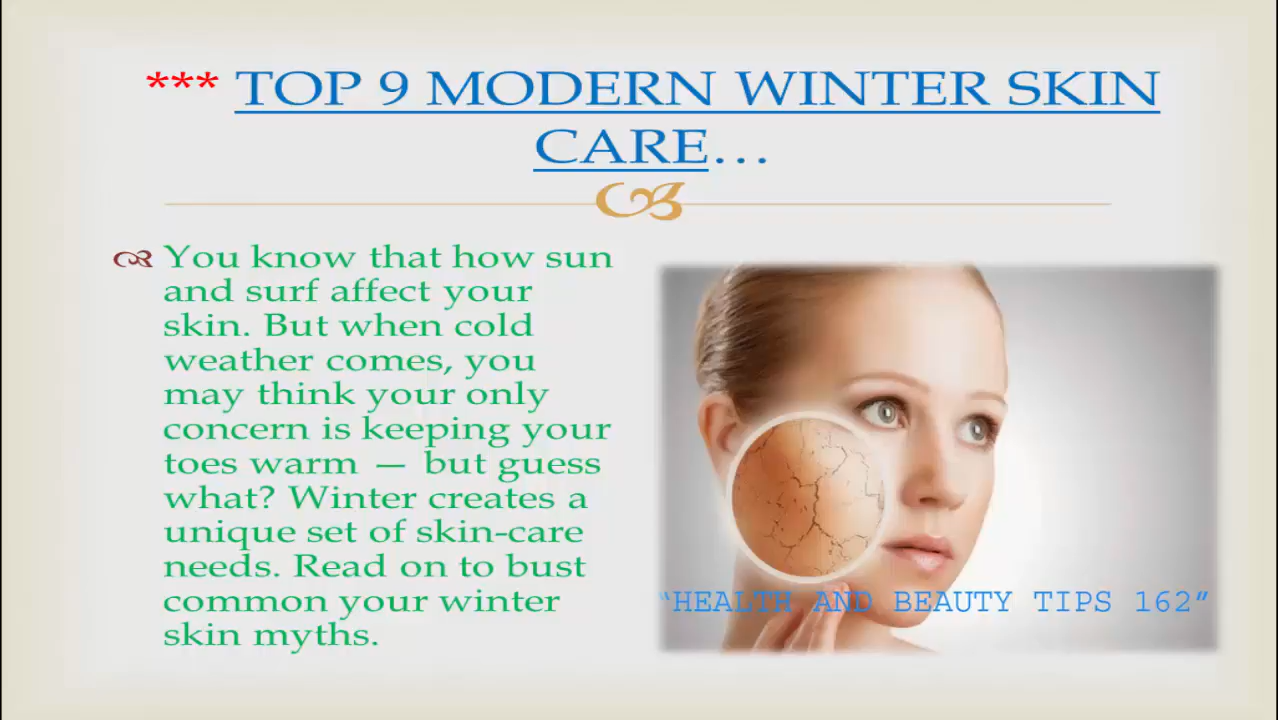 *** TOP 9 MODERN WINTER SKIN
CARE…
You know that how sun
and surf affect your
skin. But when cold
weather comes, you
may think your only
concern is keeping your
toes warm — but guess
what? Winter creates a
unique set of skin-care
needs. Read on to bust
common your winter
skin myths.
“HEALTH AND BEAUTY TIPS 162”